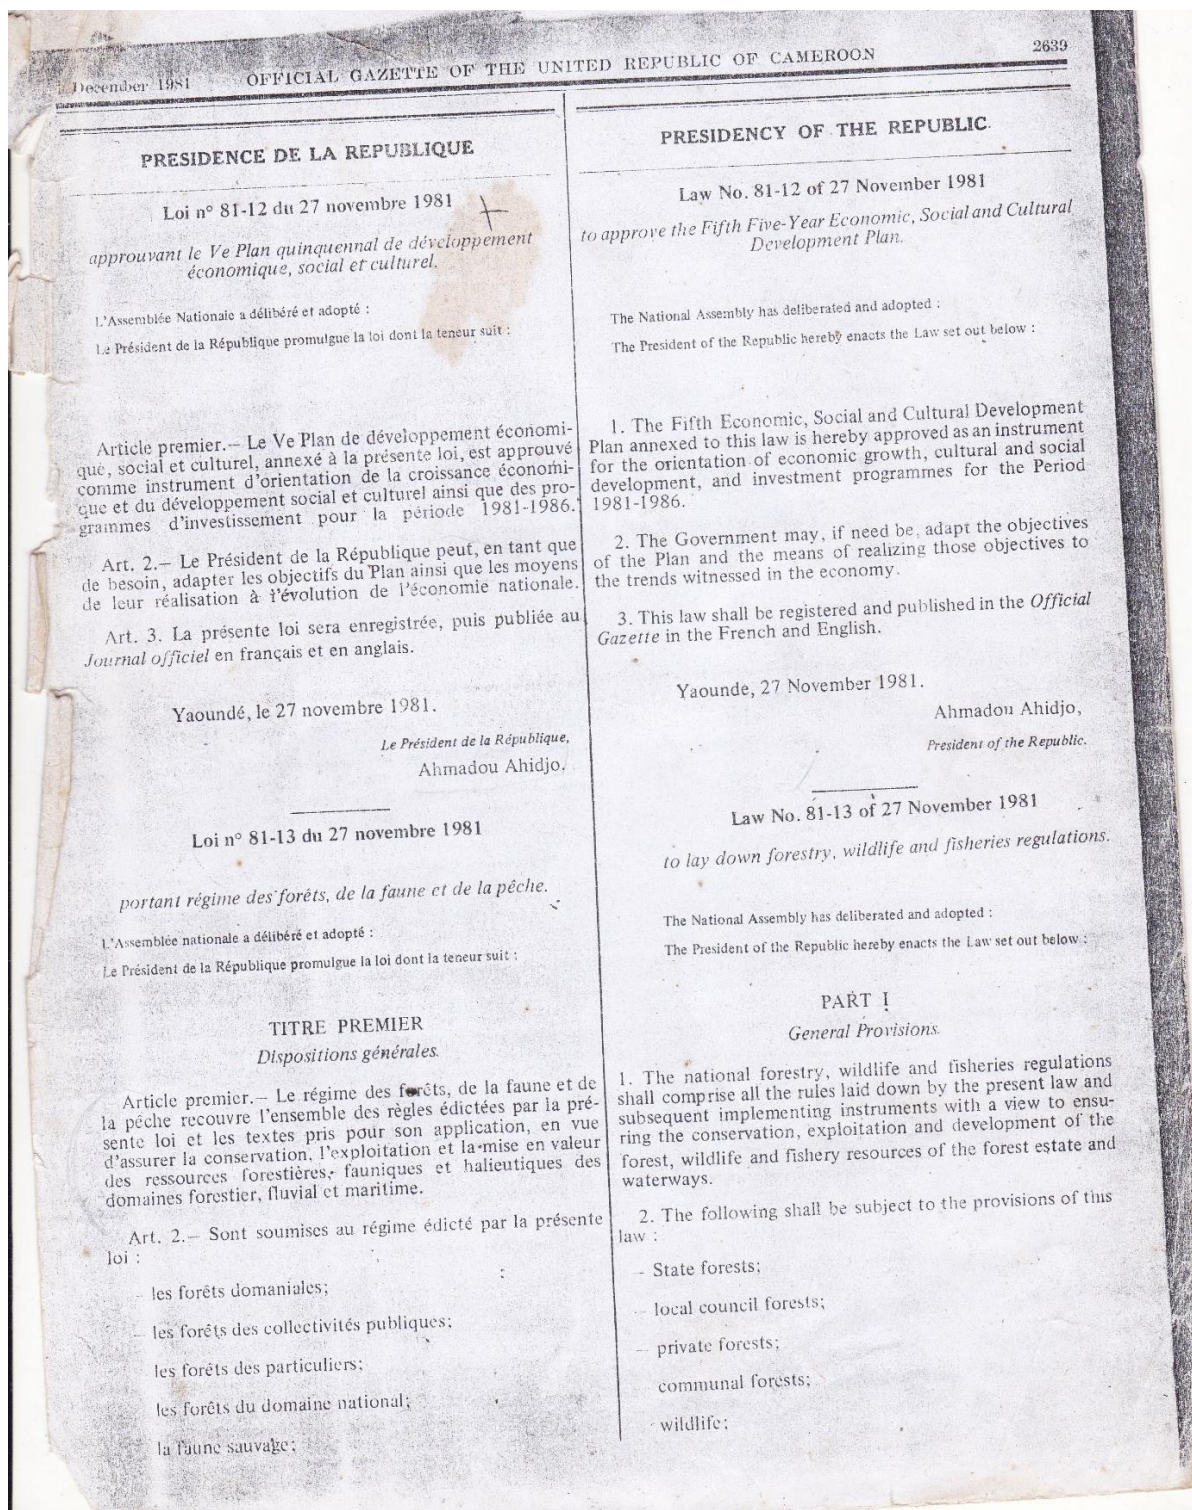 December 1981 OFFICIAL GAZETTE OF THE UNITED REPUBLIC OF CAMEROON 2639
PRESIDENCE DE LA REPUBLIQUE
Loi n° 81-12 du 27 novembre 1981
approuvant le Ve Plan quinquennal de développement
économique, social et culturel.
L'Assemblée Nationale a délibéré et adopté :
Le Président de la République promulgue la loi dont la teneur suit :
Article premier.— Le Ve Plan de développement économi-
que, social et culturel, annexé à la présente loi, est approuvé
comme instrument d'orientation de la croissance économi-
que et du développement social et culturel ainsi que des pro-
grammes d'investissement pour la période 1981-1986.
Art. 2.— Le Président de la République peut, en tant que
de besoin, adapter les objectifs du Plan ainsi que les moyens
de leur réalisation à l'évolution de l'économie nationale.
Art. 3. La présente loi sera enregistrée, puis publiée au
Journal officiel en français et en anglais.
Yaoundé, le 27 novembre 1981.
Le Président de la République,
Ahmadou Ahidjo.
Loi n° 81-13 du 27 novembre 1981
portant régime des forêts, de la faune et de la pêche.
L'Assemblée nationale a délibéré et adopté :
Le Président de la République promulgue la loi dont la teneur suit :
TITRE PREMIER
Dispositions générales.
Article premier.— Le régime des forêts, de la faune et de
la pêche recouvre l'ensemble des règles édictées par la pré-
sente loi et les textes pris pour son application, en vue
d'assurer la conservation, l'exploitation et la mise en valeur
des ressources forestières, fauniques et halieutiques des
domaines forestier, fluvial et maritime.
Art. 2.— Sont soumises au régime édicté par la présente
loi :
- les forêts domaniales;
- les forêts des collectivités publiques;
les forêts des particuliers;
les forêts du domaine national;
la faune sauvage;
PRESIDENCY OF THE REPUBLIC
Law No. 81-12 of 27 November 1981
to approve the Fifth Five-Year Economic, Social and Cultural
Development Plan.
The National Assembly has deliberated and adopted :
The President of the Republic hereby enacts the Law set out below :
1. The Fifth Economic, Social and Cultural Development
Plan annexed to this law is hereby approved as an instrument
for the orientation of economic growth, cultural and social
development, and investment programmes for the Period
1981-1986.
2. The Government may, if need be, adapt the objectives
of the Plan and the means of realizing those objectives to
the trends witnessed in the economy.
3. This law shall be registered and published in the Official
Gazette in the French and English.
Yaounde, 27 November 1981.
Ahmadou Ahidjo,
President of the Republic.
Law No. 81-13 of 27 November 1981
to lay down forestry, wildlife and fisheries regulations.
The National Assembly has deliberated and adopted :
The President of the Republic hereby enacts the Law set out below :
PART I
General Provisions.
1. The national forestry, wildlife and fisheries regulations
shall comprise all the rules laid down by the present law and
subsequent implementing instruments with a view to ensu-
ring the conservation, exploitation and development of the
forest, wildlife and fishery resources of the forest estate and
waterways.
2. The following shall be subject to the provisions of this
law :
- State forests;
- local council forests;
- private forests;
communal forests;
- wildlife;